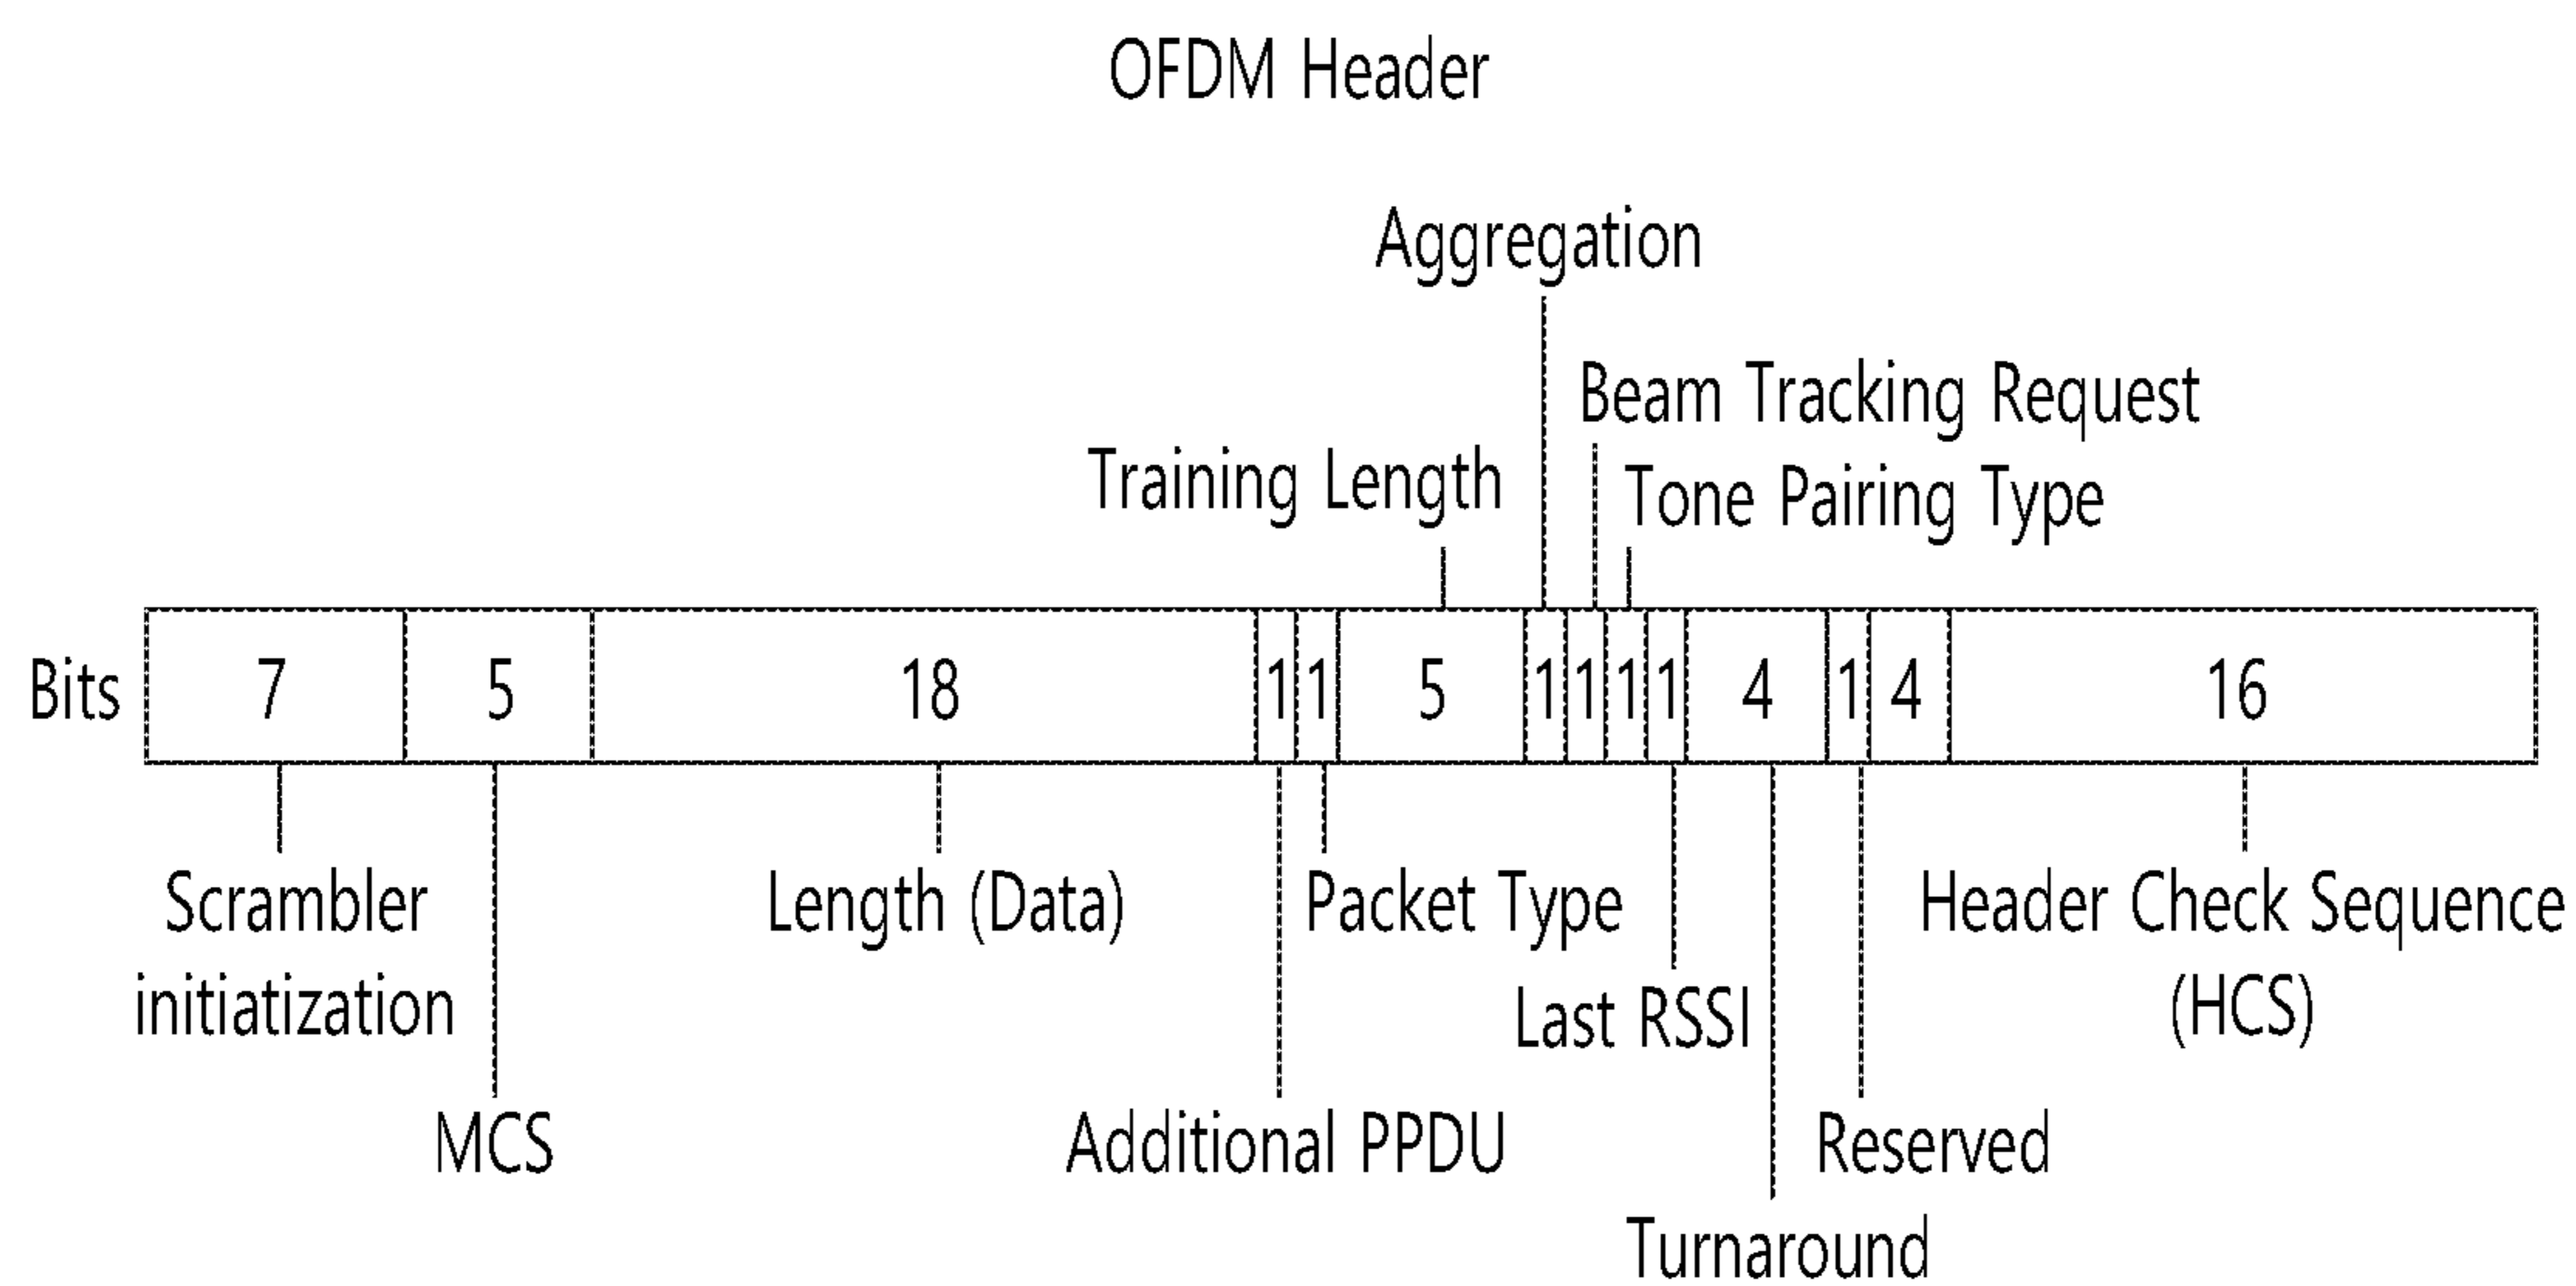 OFDM Header
Aggregation
Beam Tracking Request
Training Length
Tone Pairing Type
Bits 7 5 18 1 1 5 1 1 1 1 4 1 4 16
Scrambler
initiatization
Length (Data)
Packet Type
Header Check Sequence
(HCS)
Last RSSI
MCS
Additional PPDU
Reserved
Turnaround